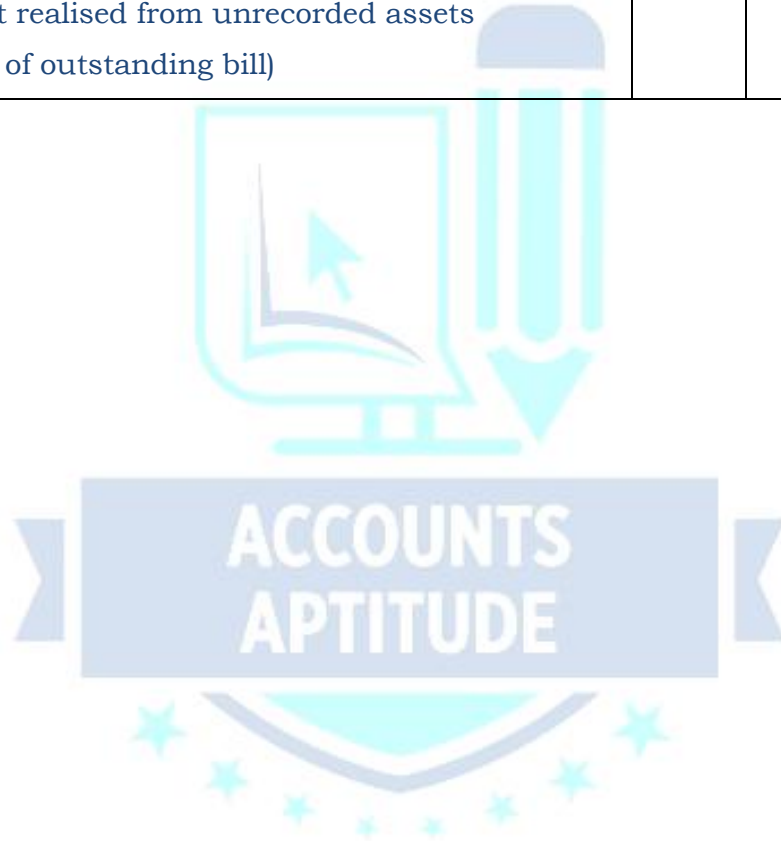 t realised from unrecorded assets
of outstanding bill)
ACCOUNTS
APTITUDE